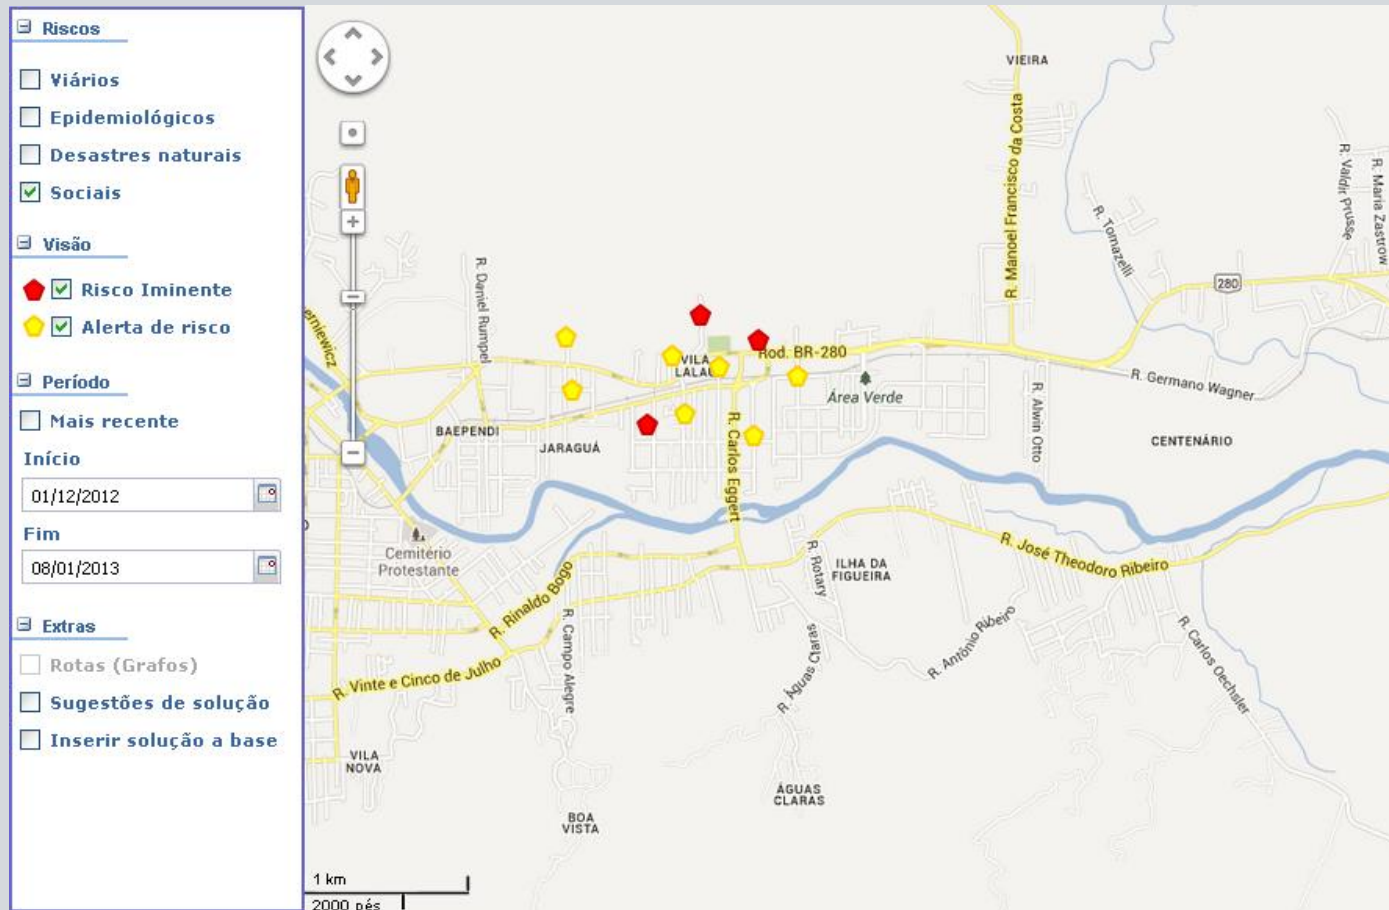 Riscos
Viários
Epidemiológicos
Desastres naturais
Sociais
Visão
Risco Iminente
Alerta de risco
Período
Mais recente
Início
01/12/2012
Fim
08/01/2013
Extras
Rotas (Grafos)
Sugestões de solução
Inserir solução a base
VIEIRA
R. Manoel Francisco da Costa
R. Valdir Prusse
R. Maria Zastrow
R. Tomazelli
280
R. Daniel Rumpel
erniewicz
VILA
LALAU
Rod. BR-280
Área Verde
R. Germano Wagner
R. Alwin Otto
BAEPENDI
JARAGUÁ
R. Carlos Eggert
CENTENÁRIO
Cemitério
Protestante
R. José Theodoro Ribeiro
R. Rotary
ILHA DA
FIGUEIRA
R. Rinaldo Bogo
R. Campo Alegre
R. Águas Claras
R. Antônio Ribeiro
R. Carlos Oechsler
R. Vinte e Cinco de Julho
VILA
NOVA
ÁGUAS
CLARAS
BOA
VISTA
1 km
2000 pés